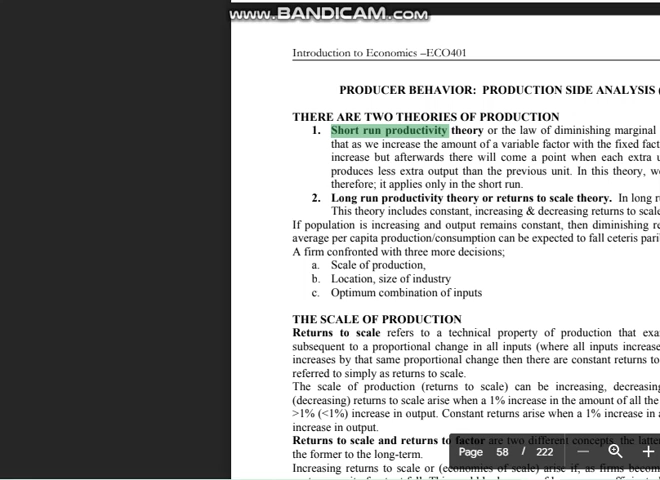 www.BANDICAM.com
Introduction to Economics –ECO401
PRODUCER BEHAVIOR: PRODUCTION SIDE ANALYSIS
THERE ARE TWO THEORIES OF PRODUCTION
1. Short run productivity theory or the law of diminishing marginal
that as we increase the amount of a variable factor with the fixed
increase but afterwards there will come a point when each extra
produces less extra output than the previous unit. In this theory,
therefore; it applies only in the short run.
2. Long run productivity theory or returns to scale theory. In long
This theory includes constant, increasing & decreasing returns to
If population is increasing and output remains constant, then diminishing
average per capita production/consumption can be expected to fall ceteris
A firm confronted with three more decisions;
a. Scale of production,
b. Location, size of industry
c. Optimum combination of inputs
THE SCALE OF PRODUCTION
Returns to scale refers to a technical property of production that
subsequent to a proportional change in all inputs (where all inputs
increases by that same proportional change then there are constant returns to
referred to simply as returns to scale.
The scale of production (returns to scale) can be increasing,
(decreasing) returns to scale arise when a 1% increase in the amount of all the
>1% (<1%) increase in output. Constant returns arise when a 1% increase in
increase in output.
Returns to scale and returns to factor are two different concepts, the
the former to the long-term.
Increasing returns to scale or (economies of scale) arise if, as firms
Page 58 / 222